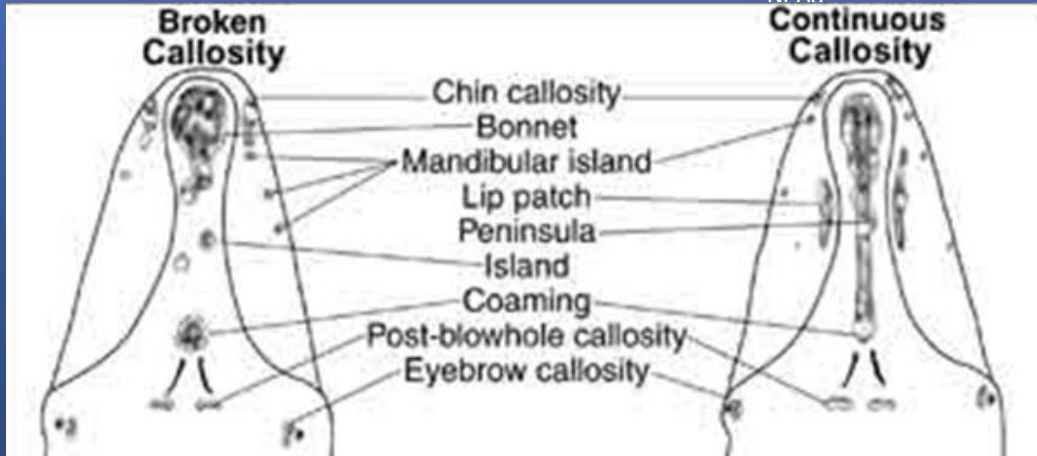 Broken
Callosity
Continuous
Callosity
Chin callosity
Bonnet
Mandibular island
Lip patch
Peninsula
Island
Coaming
Post-blowhole callosity
Eyebrow callosity